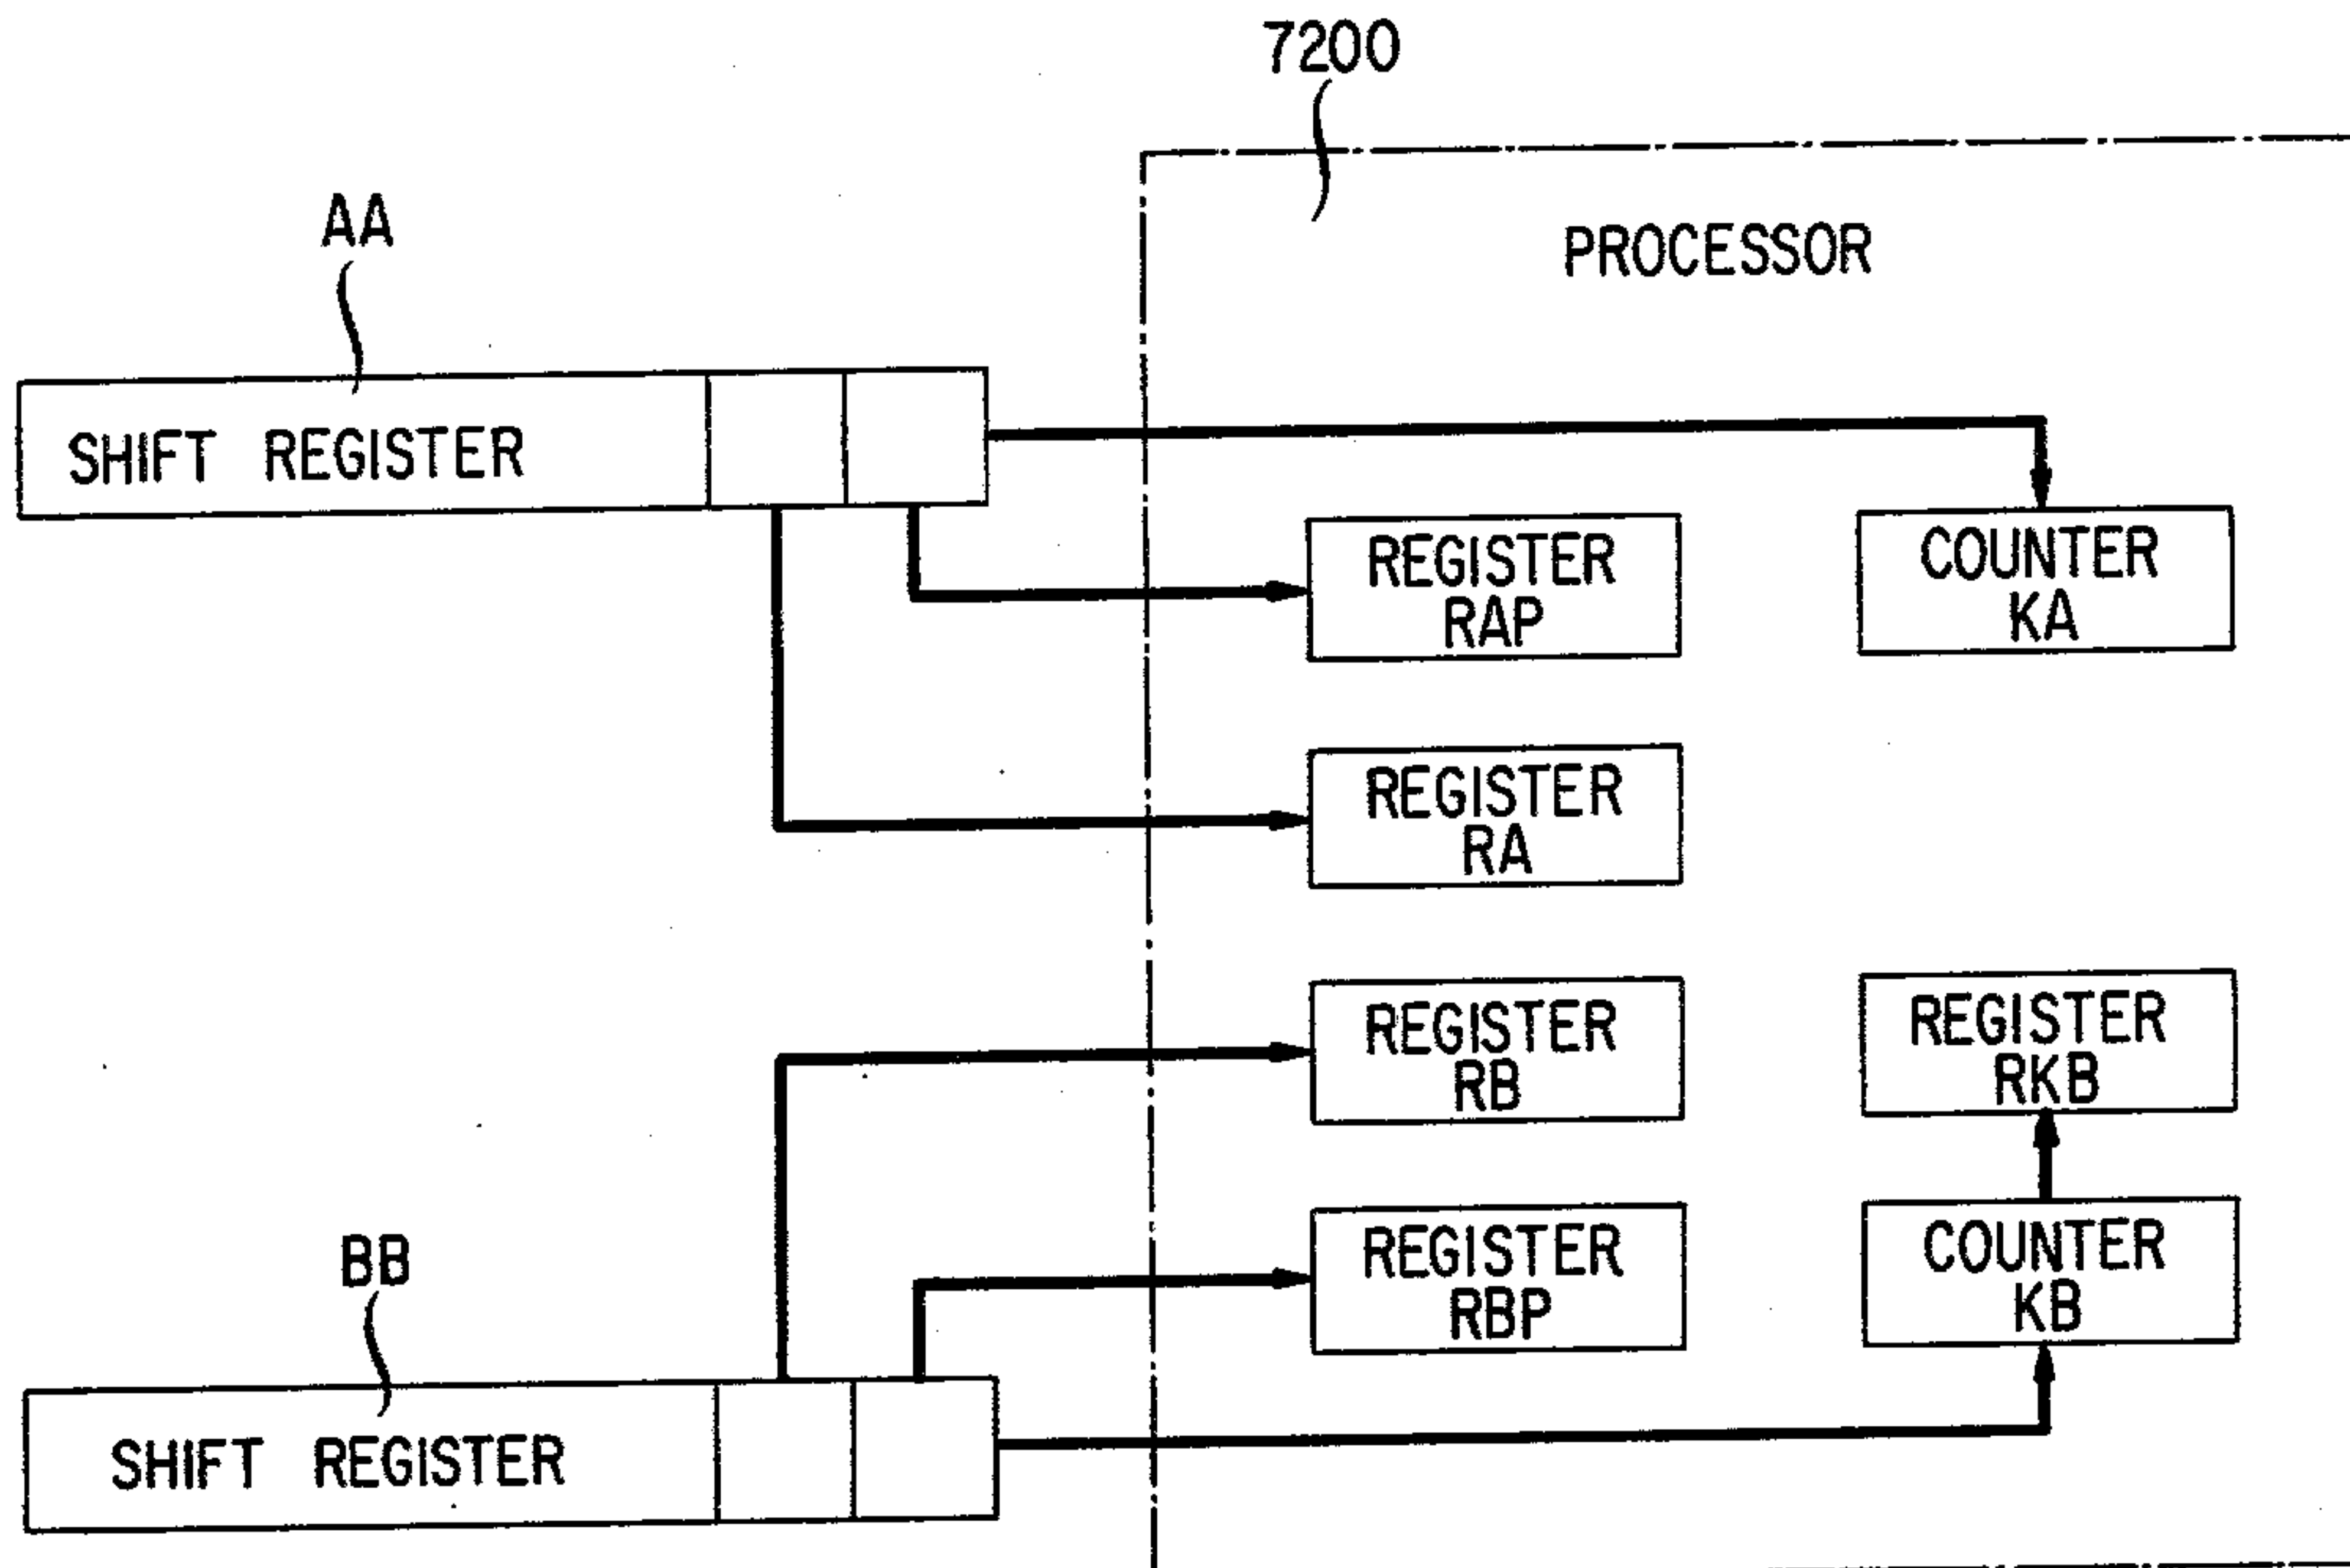 7200
PROCESSOR
AA
SHIFT REGISTER
REGISTER
RAP
COUNTER
KA
REGISTER
RA
REGISTER
RB
REGISTER
RKB
REGISTER
RBP
COUNTER
KB
BB
SHIFT REGISTER